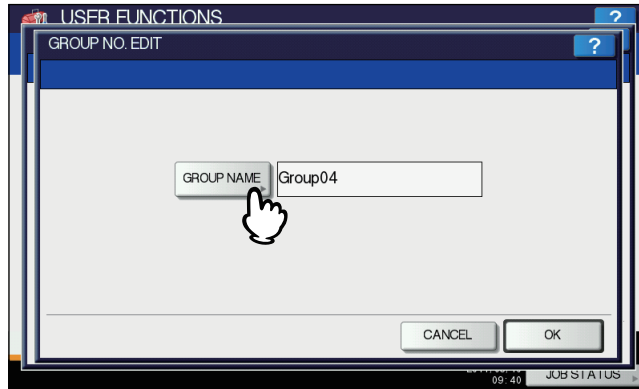 USER FUNCTIONS
?
GROUP NO. EDIT
?
GROUP NAME
Group04
CANCEL
OK
09: 40
JOB STATUS